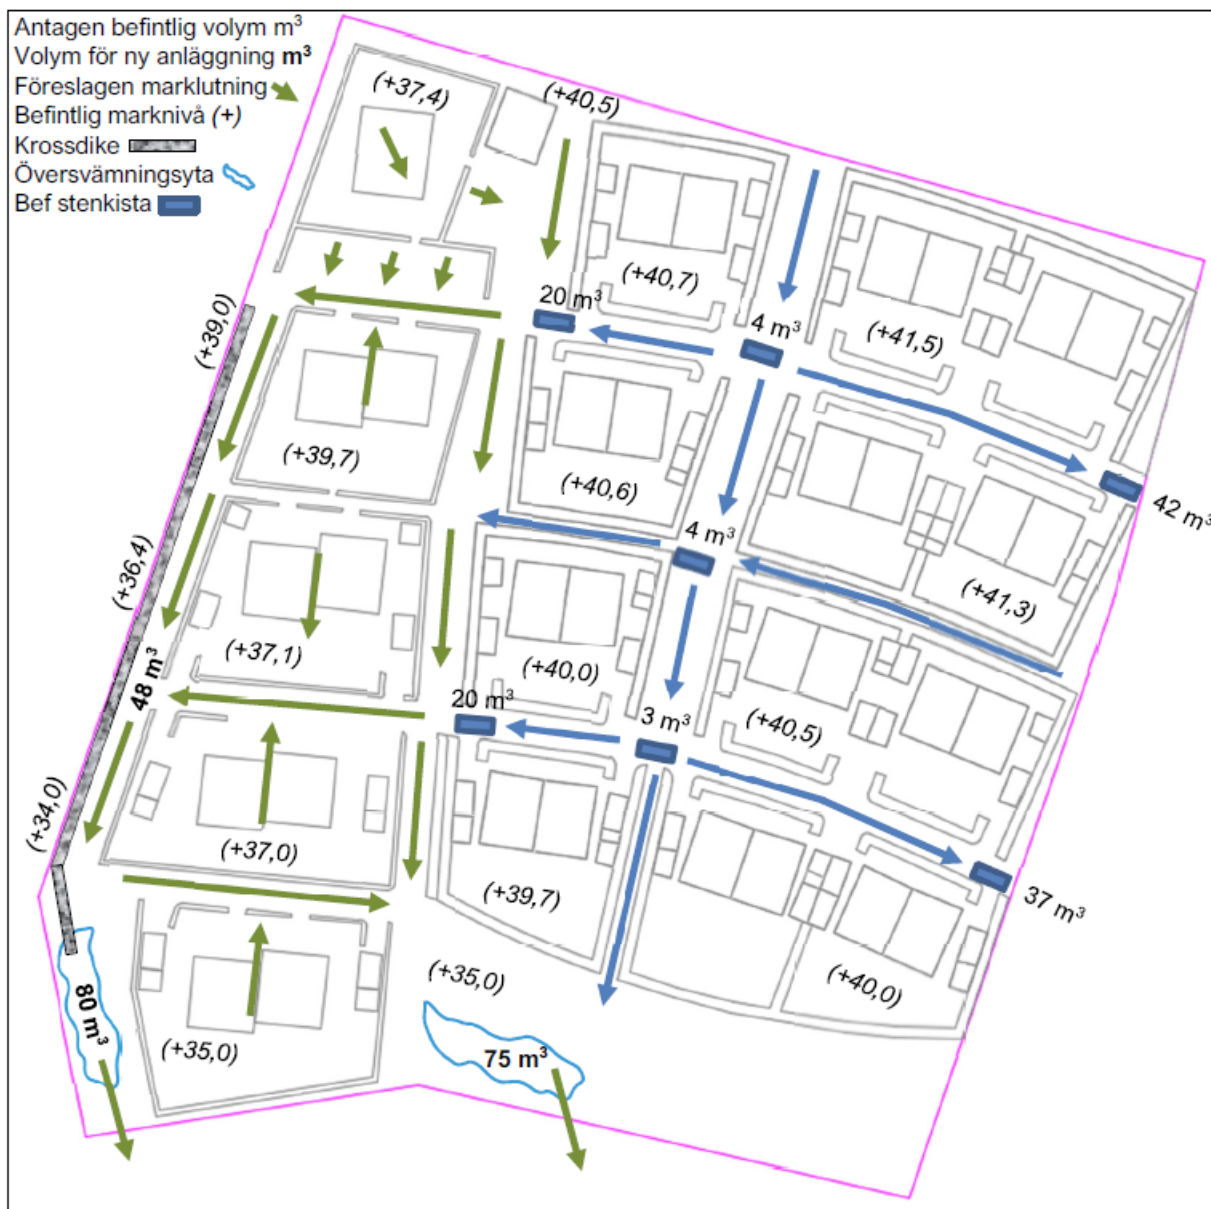 Antagen befintlig volym m³
Volym för ny anläggning m³
Föreslagen marklutning
Befintlig marknivå (+)
Krossdike
Översvämningsyta
Bef stenkista
(+37,4)
(+40,5)
(+40,7)
20 m³
4 m³
(+41,5)
(+39,0)
(+39,7)
(+40,6)
42 m³
4 m³
(+36,4)
(+41,3)
(+37,1)
(+40,0)
48 m³
20 m³
3 m³
(+40,5)
(+34,0)
(+37,0)
(+39,7)
37 m³
(+35,0)
(+40,0)
80 m³
(+35,0)
75 m³